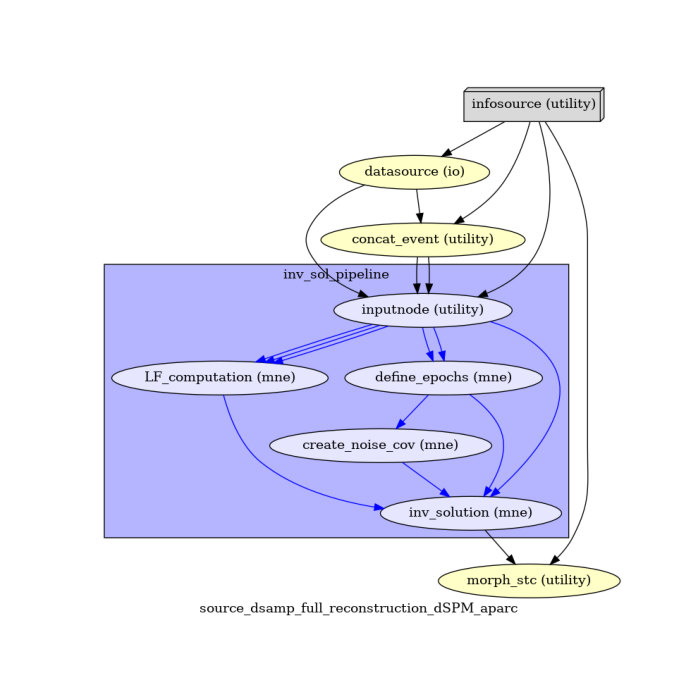 infosource (utility)
datasource (io)
concat_event (utility)
inv_sol_pipeline
inputnode (utility)
LF_computation (mne)
define_epochs (mne)
create_noise_cov (mne)
inv_solution (mne)
morph_stc (utility)
source_dsamp_full_reconstruction_dSPM_aparc